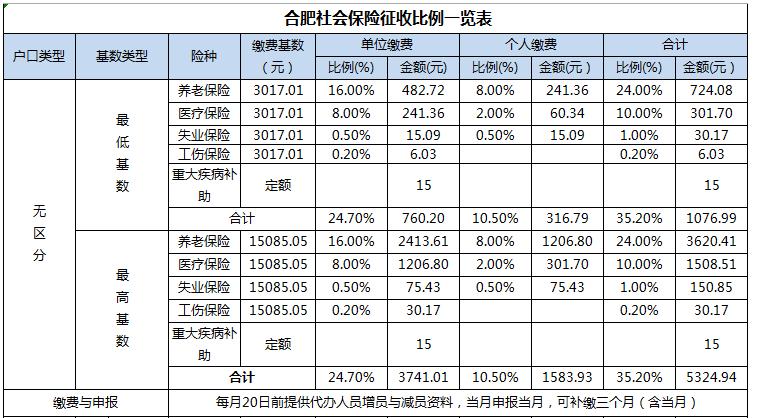 合肥社会保险征收比例一览表
户口类型 基数类型 险种 缴费基数（元） 单位缴费 个人缴费 合计
比例(%) 金额(元) 比例(%) 金额(元) 比例(%) 金额(元)
无区分
最低基数
养老保险 3017.01 16.00% 482.72 8.00% 241.36 24.00% 724.08
医疗保险 3017.01 8.00% 241.36 2.00% 60.34 10.00% 301.70
失业保险 3017.01 0.50% 15.09 0.50% 15.09 1.00% 30.17
工伤保险 3017.01 0.20% 6.03 0.20% 6.03
重大疾病补助 定额 15 15
合计 24.70% 760.20 10.50% 316.79 35.20% 1076.99
最高基数
养老保险 15085.05 16.00% 2413.61 8.00% 1206.80 24.00% 3620.41
医疗保险 15085.05 8.00% 1206.80 2.00% 301.70 10.00% 1508.51
失业保险 15085.05 0.50% 75.43 0.50% 75.43 1.00% 150.85
工伤保险 15085.05 0.20% 30.17 0.20% 30.17
重大疾病补助 定额 15 15
合计 24.70% 3741.01 10.50% 1583.93 35.20% 5324.94
缴费与申报 每月20日前提供代办人员增员与减员资料，当月申报当月，可补缴三个月（含当月）